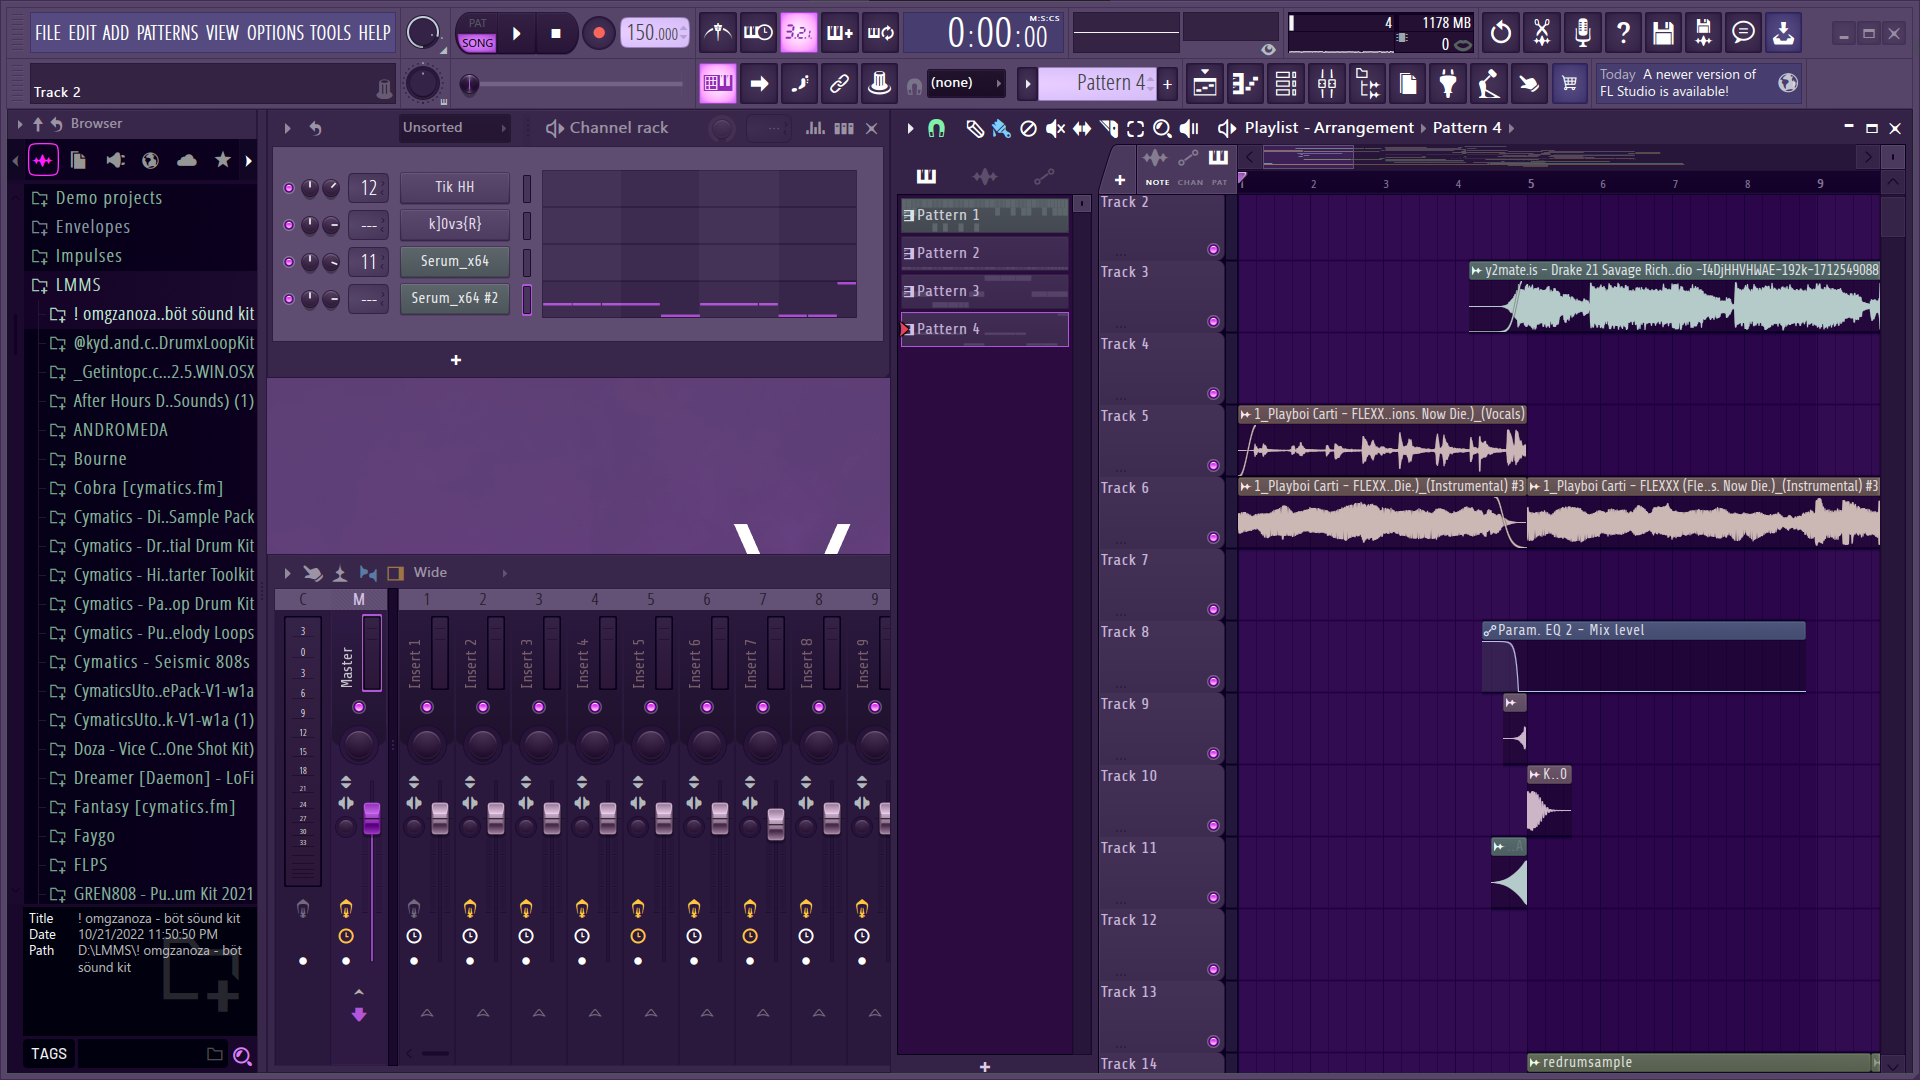 FILE EDIT ADD PATTERNS VIEW OPTIONS TOOLS HELP
PAT
SONG
150.000
3.2.
0:00:00
M:S:CS
4
1178 MB
0
Track 2
(none)
Pattern 4
Today A newer version of
FL Studio is available!
Browser
Demo projects
Envelopes
Impulses
LMMS
! omgzanoza..böt söund kit
@kyd.and.c..DrumxLoopKit
_Getintopc.c...2.5.WIN.OSX
After Hours D..Sounds) (1)
ANDROMEDA
Bourne
Cobra [cymatics.fm]
Cymatics - Di..Sample Pack
Cymatics - Dr..tial Drum Kit
Cymatics - Hi..tarter Toolkit
Cymatics - Pa..op Drum Kit
Cymatics - Pu..elody Loops
Cymatics - Seismic 808s
CymaticsUto..ePack-V1-w1a
CymaticsUto..k-V1-w1a (1)
Doza - Vice C..One Shot Kit)
Dreamer [Daemon] - LoFi
Fantasy [cymatics.fm]
Faygo
FLPS
GREN808 - Pu..um Kit 2021
Title ! omgzanoza - böt söund kit
Date 10/21/2022 11:50:50 PM
Path D:\LMMS\! omgzanoza - böt
söund kit
TAGS
Unsorted
Channel rack
12 Tik HH
--- k]0vз{R}
11 Serum_x64
--- Serum_x64 #2
+
Wide
C M 1 2 3 4 5 6 7 8 9
3
0
3
6
9
12
15
18
21
24
27
30
33
Master
Insert 1
Insert 2
Insert 3
Insert 4
Insert 5
Insert 6
Insert 7
Insert 8
Insert 9
Playlist - Arrangement › Pattern 4
NOTE CHAN PAT
1 2 3 4 5 6 7 8 9
Pattern 1
Pattern 2
Pattern 3
Pattern 4
Track 2
Track 3
y2mate.is - Drake 21 Savage Rich..dio -I4DjHHVHWAE-192k-1712549088
Track 4
Track 5
1_Playboi Carti - FLEXX..ions. Now Die.)_(Vocals)
Track 6
1_Playboi Carti - FLEXX..Die.)_(Instrumental) #3
1_Playboi Carti - FLEXXX (Fle..s. Now Die.)_(Instrumental) #3
Track 7
Track 8
Param. EQ 2 - Mix level
Track 9
Track 10
K..O
Track 11
Track 12
Track 13
Track 14
redrumsample